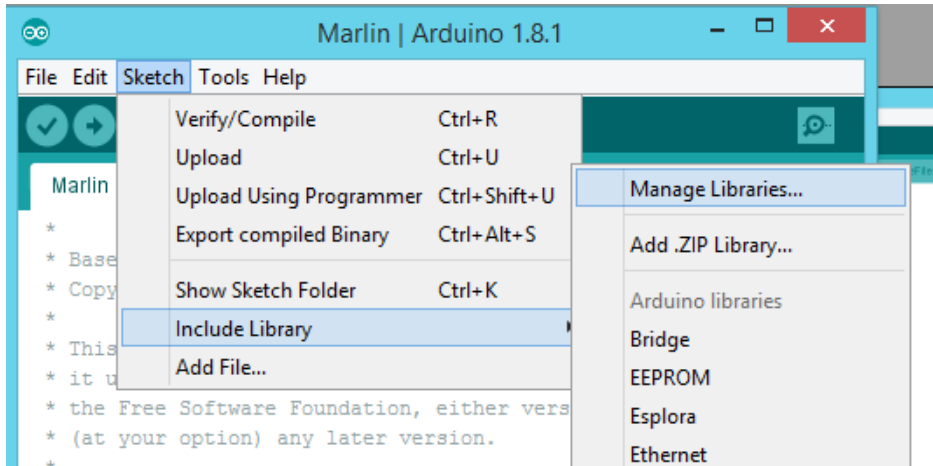 Marlin | Arduino 1.8.1
File Edit Sketch Tools Help
Verify/Compile Ctrl+R
Upload Ctrl+U
Upload Using Programmer Ctrl+Shift+U
Export compiled Binary Ctrl+Alt+S
Show Sketch Folder Ctrl+K
Include Library
Add File...
Manage Libraries...
Add .ZIP Library...
Arduino libraries
Bridge
EEPROM
Esplora
Ethernet
Marlin
*
* Base
* Copy
*
* This
* it u
* the Free Software Foundation, either vers
* (at your option) any later version.
*